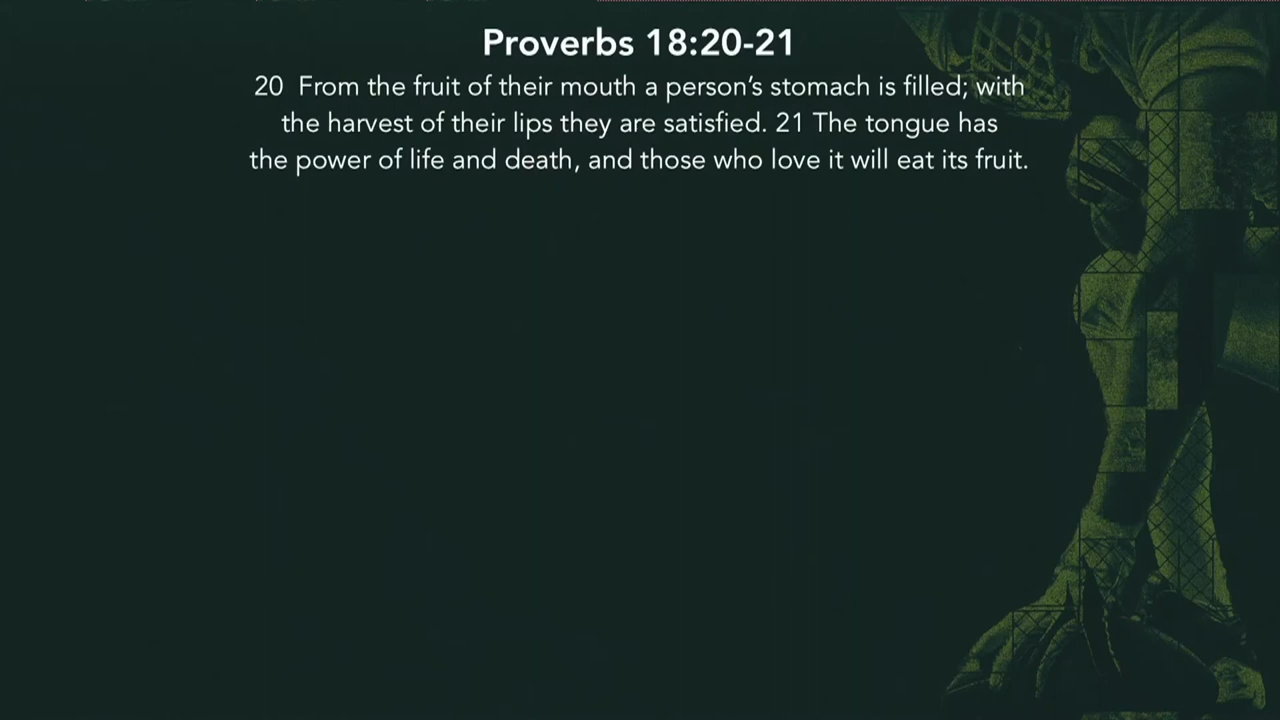 Proverbs 18:20-21
20 From the fruit of their mouth a person's stomach is filled; with
the harvest of their lips they are satisfied. 21 The tongue has
the power of life and death, and those who love it will eat its fruit.